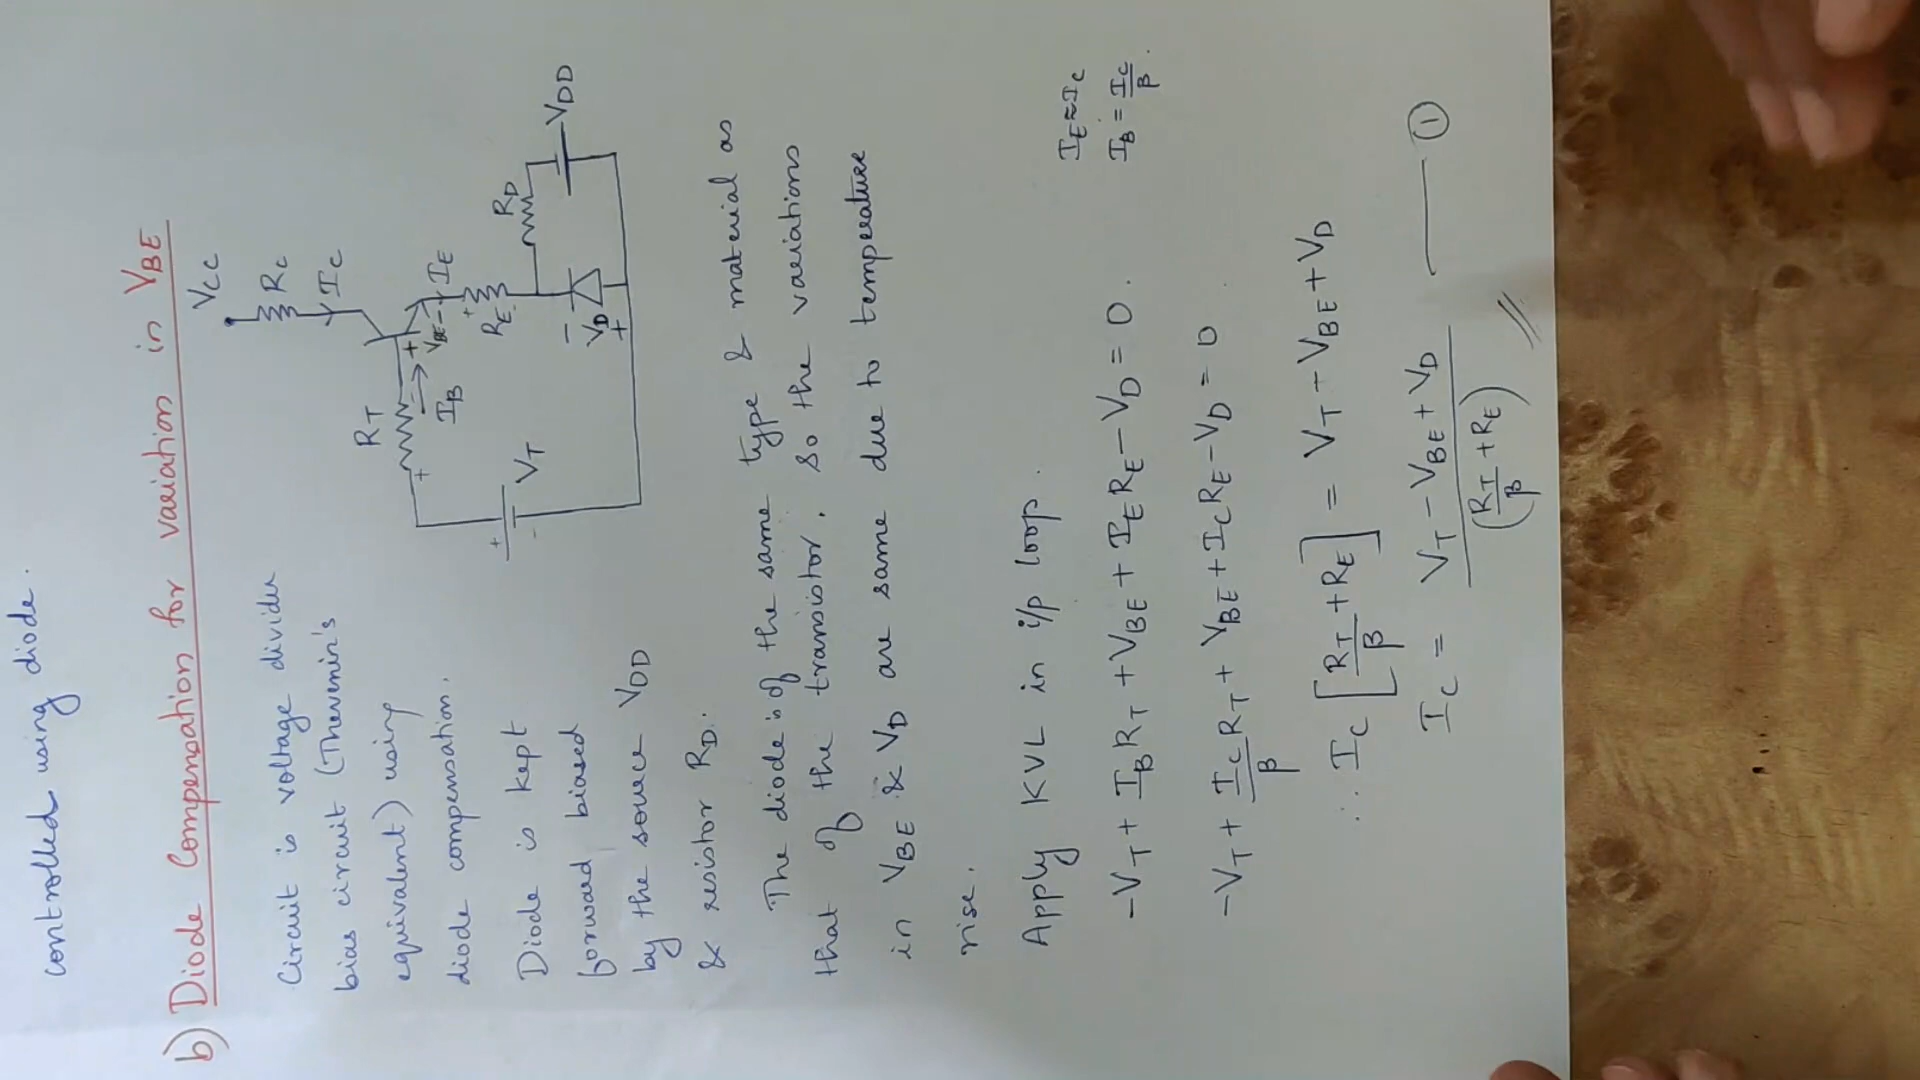 controlled using diode.
b) Diode Compensation for variation in VBE
Circuit is voltage divider
bias circuit (Thevenin's
equivalent) using
diode compensation.
Diode is kept
forward biased
by the source VDD
& resistor RD.
VCC
RC
IC
RT
+
IB
+
VBE
-
IE
+
RE
RD
VDD
-
VD
+
+
VT
-
The diode is of the same type & material as
that of the transistor. So the variations
in VBE & VD are same due to temperature
rise.
Apply KVL in i/p loop.
-VT + IBRT + VBE + IERE - VD = 0.
IE ≈ IC
IB = IC/β.
-VT + IC/β RT + VBE + ICRE - VD = 0
∴ IC [RT/β + RE] = VT - VBE + VD
IC = VT - VBE + VD / (RT/β + RE) — ①